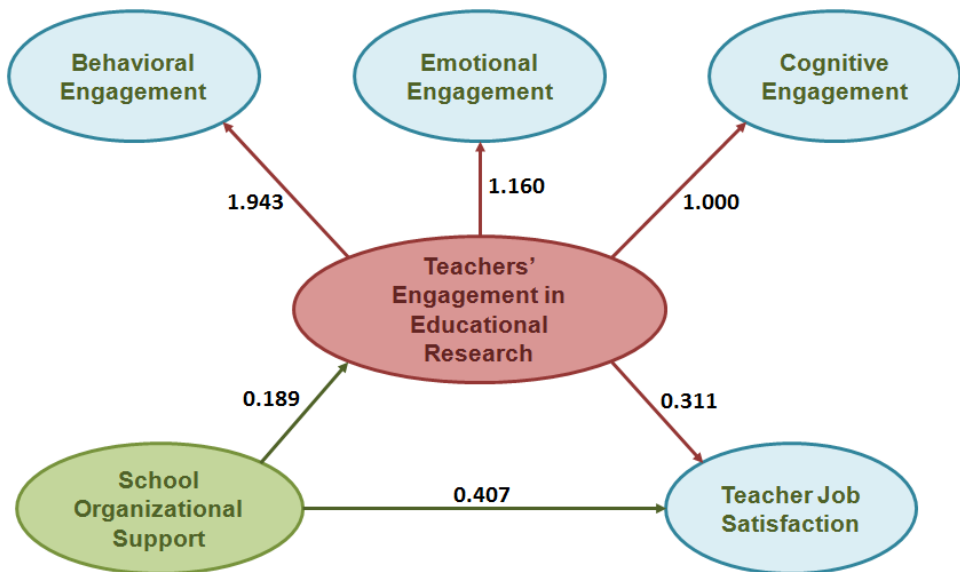 Behavioral
Engagement
Emotional
Engagement
Cognitive
Engagement
1.943
1.160
1.000
Teachers’
Engagement in
Educational
Research
0.189
0.311
School
Organizational
Support
0.407
Teacher Job
Satisfaction